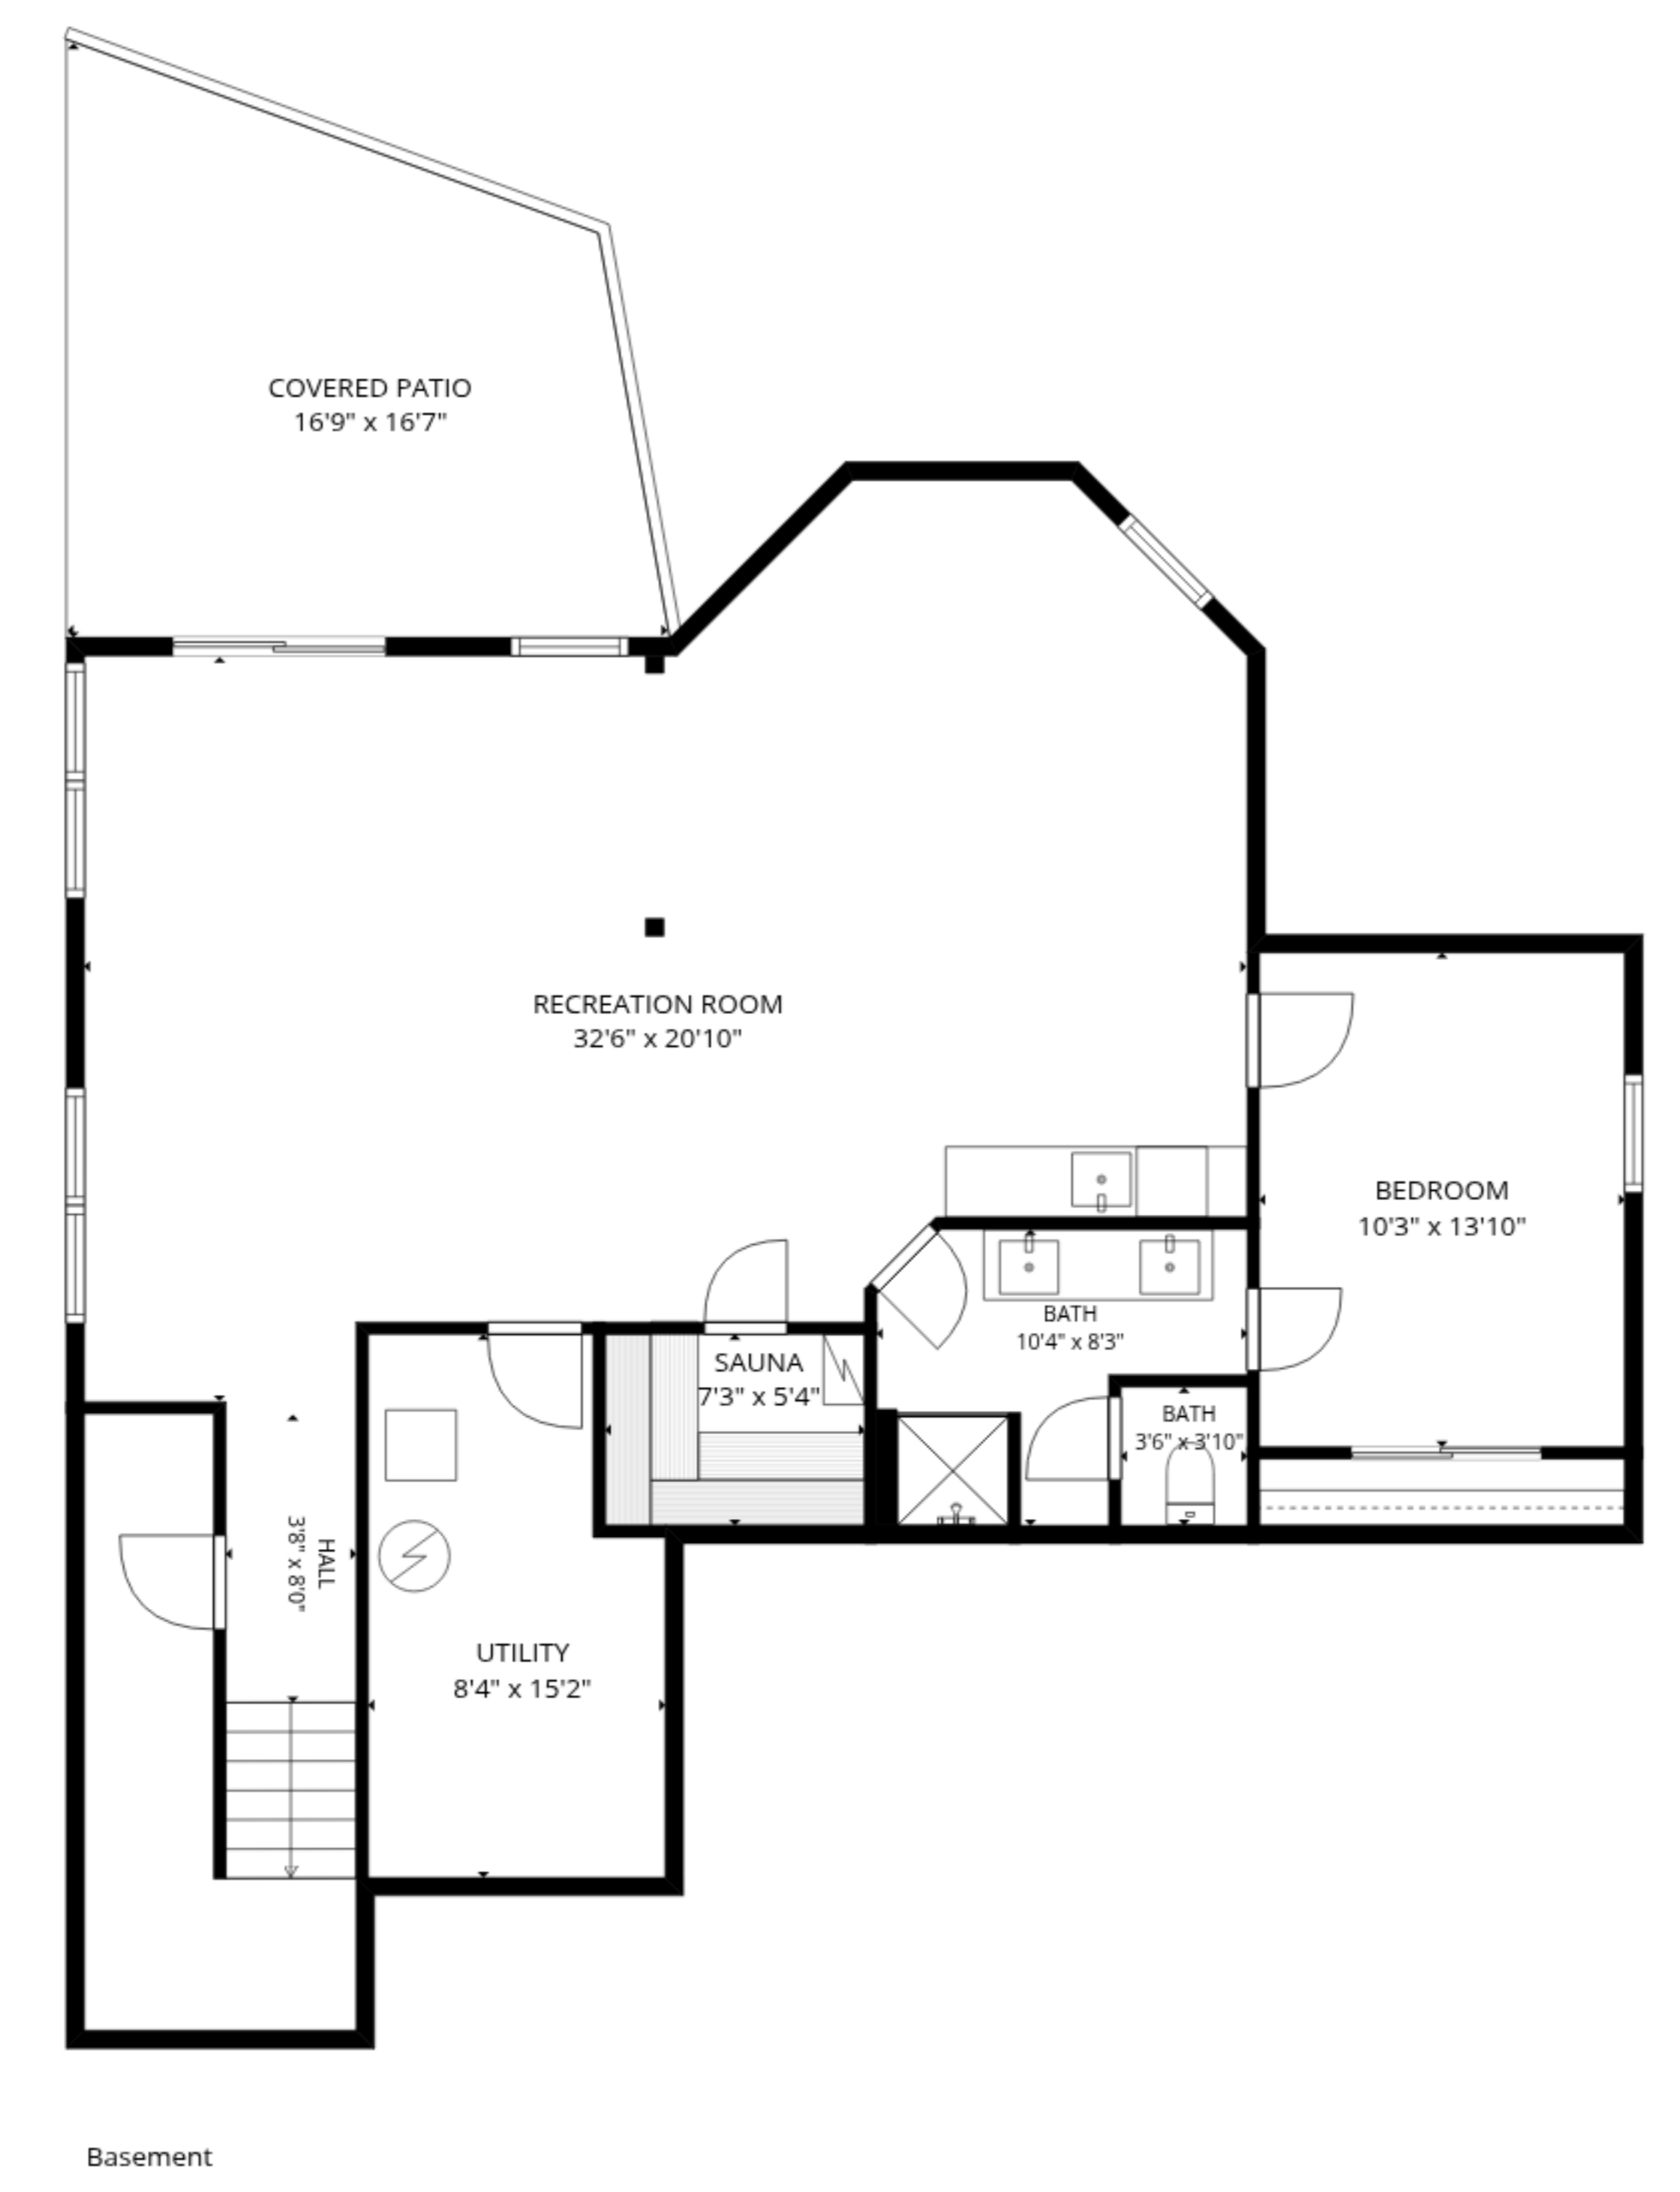 COVERED PATIO
16'9" x 16'7"
RECREATION ROOM
32'6" x 20'10"
BEDROOM
10'3" x 13'10"
BATH
10'4" x 8'3"
SAUNA
7'3" x 5'4"
BATH
3'6" x 3'10"
HALL
3'8" x 8'0"
UTILITY
8'4" x 15'2"
Basement